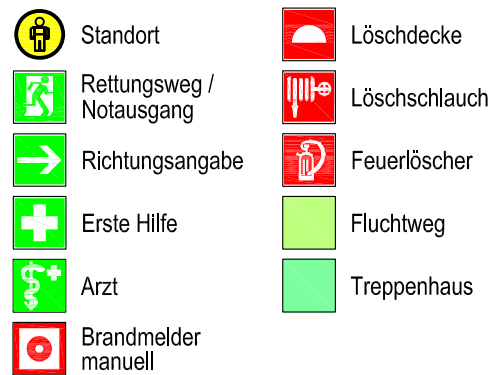 Standort
Rettungsweg /
Notausgang
Richtungsangabe
Erste Hilfe
Arzt
Brandmelder
manuell
Löschdecke
Löschschlauch
Feuerlöscher
Fluchtweg
Treppenhaus